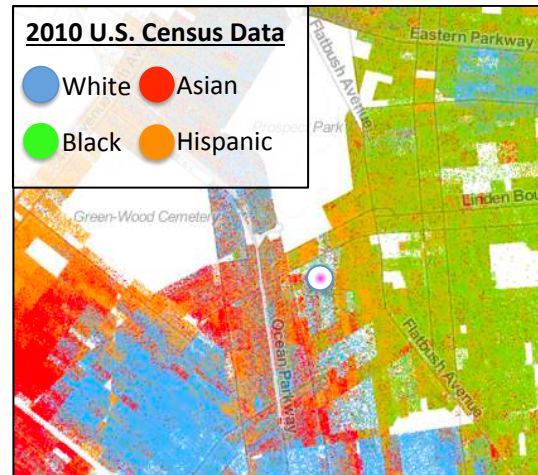 2010 U.S. Census Data
White
Asian
Black
Hispanic
Eastern Parkway
Flatbush Avenue
Prospect Park
Linden Bou
Green-Wood Cemetery
Ocean Parkway
Flatbush Avenue